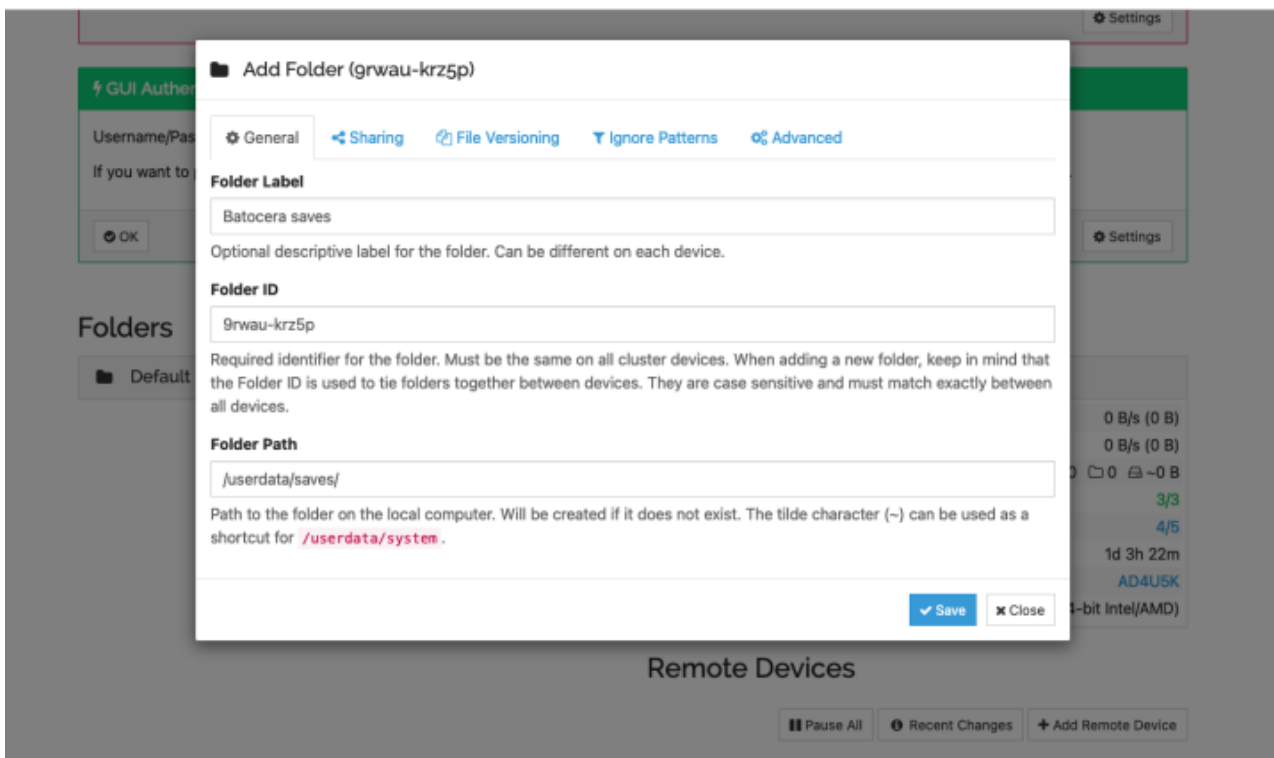 Settings
Add Folder (9rwau-krz5p)
GUI Authen
Username/Pas
General
Sharing
File Versioning
Ignore Patterns
Advanced
If you want to
Folder Label
Batocera saves
OK
Settings
Optional descriptive label for the folder. Can be different on each device.
Folder ID
9rwau-krz5p
Folders
Required identifier for the folder. Must be the same on all cluster devices. When adding a new folder, keep in mind that
the Folder ID is used to tie folders together between devices. They are case sensitive and must match exactly between
all devices.
Default
0 B/s (0 B)
Folder Path
0 B/s (0 B)
/userdata/saves/
0 ~0 B
3/3
Path to the folder on the local computer. Will be created if it does not exist. The tilde character (~) can be used as a
shortcut for /userdata/system.
4/5
1d 3h 22m
AD4U5K
Save
Close
-bit Intel/AMD)
Remote Devices
Pause All
Recent Changes
Add Remote Device